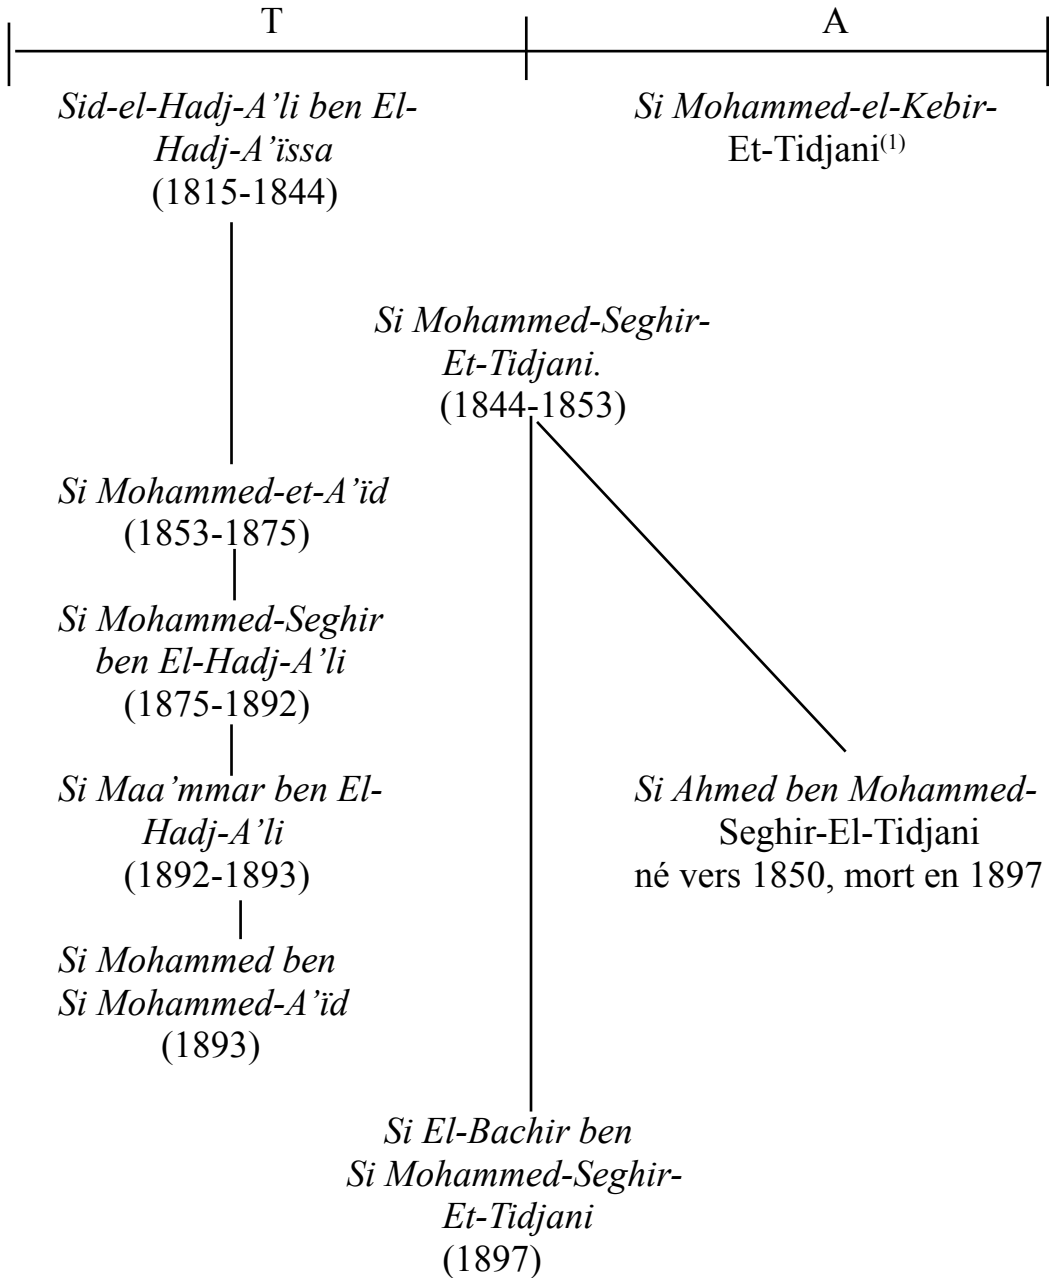 T
A
Sid-el-Hadj-A’li ben El-
Hadj-A’ïssa
(1815-1844)
Si Mohammed-el-Kebir-
Et-Tidjani(1)
Si Mohammed-Seghir-
Et-Tidjani.
(1844-1853)
Si Mohammed-et-A’ïd
(1853-1875)
Si Mohammed-Seghir
ben El-Hadj-A’li
(1875-1892)
Si Maa’mmar ben El-
Hadj-A’li
(1892-1893)
Si Ahmed ben Mohammed-
Seghir-El-Tidjani
né vers 1850, mort en 1897
Si Mohammed ben
Si Mohammed-A’ïd
(1893)
Si El-Bachir ben
Si Mohammed-Seghir-
Et-Tidjani
(1897)